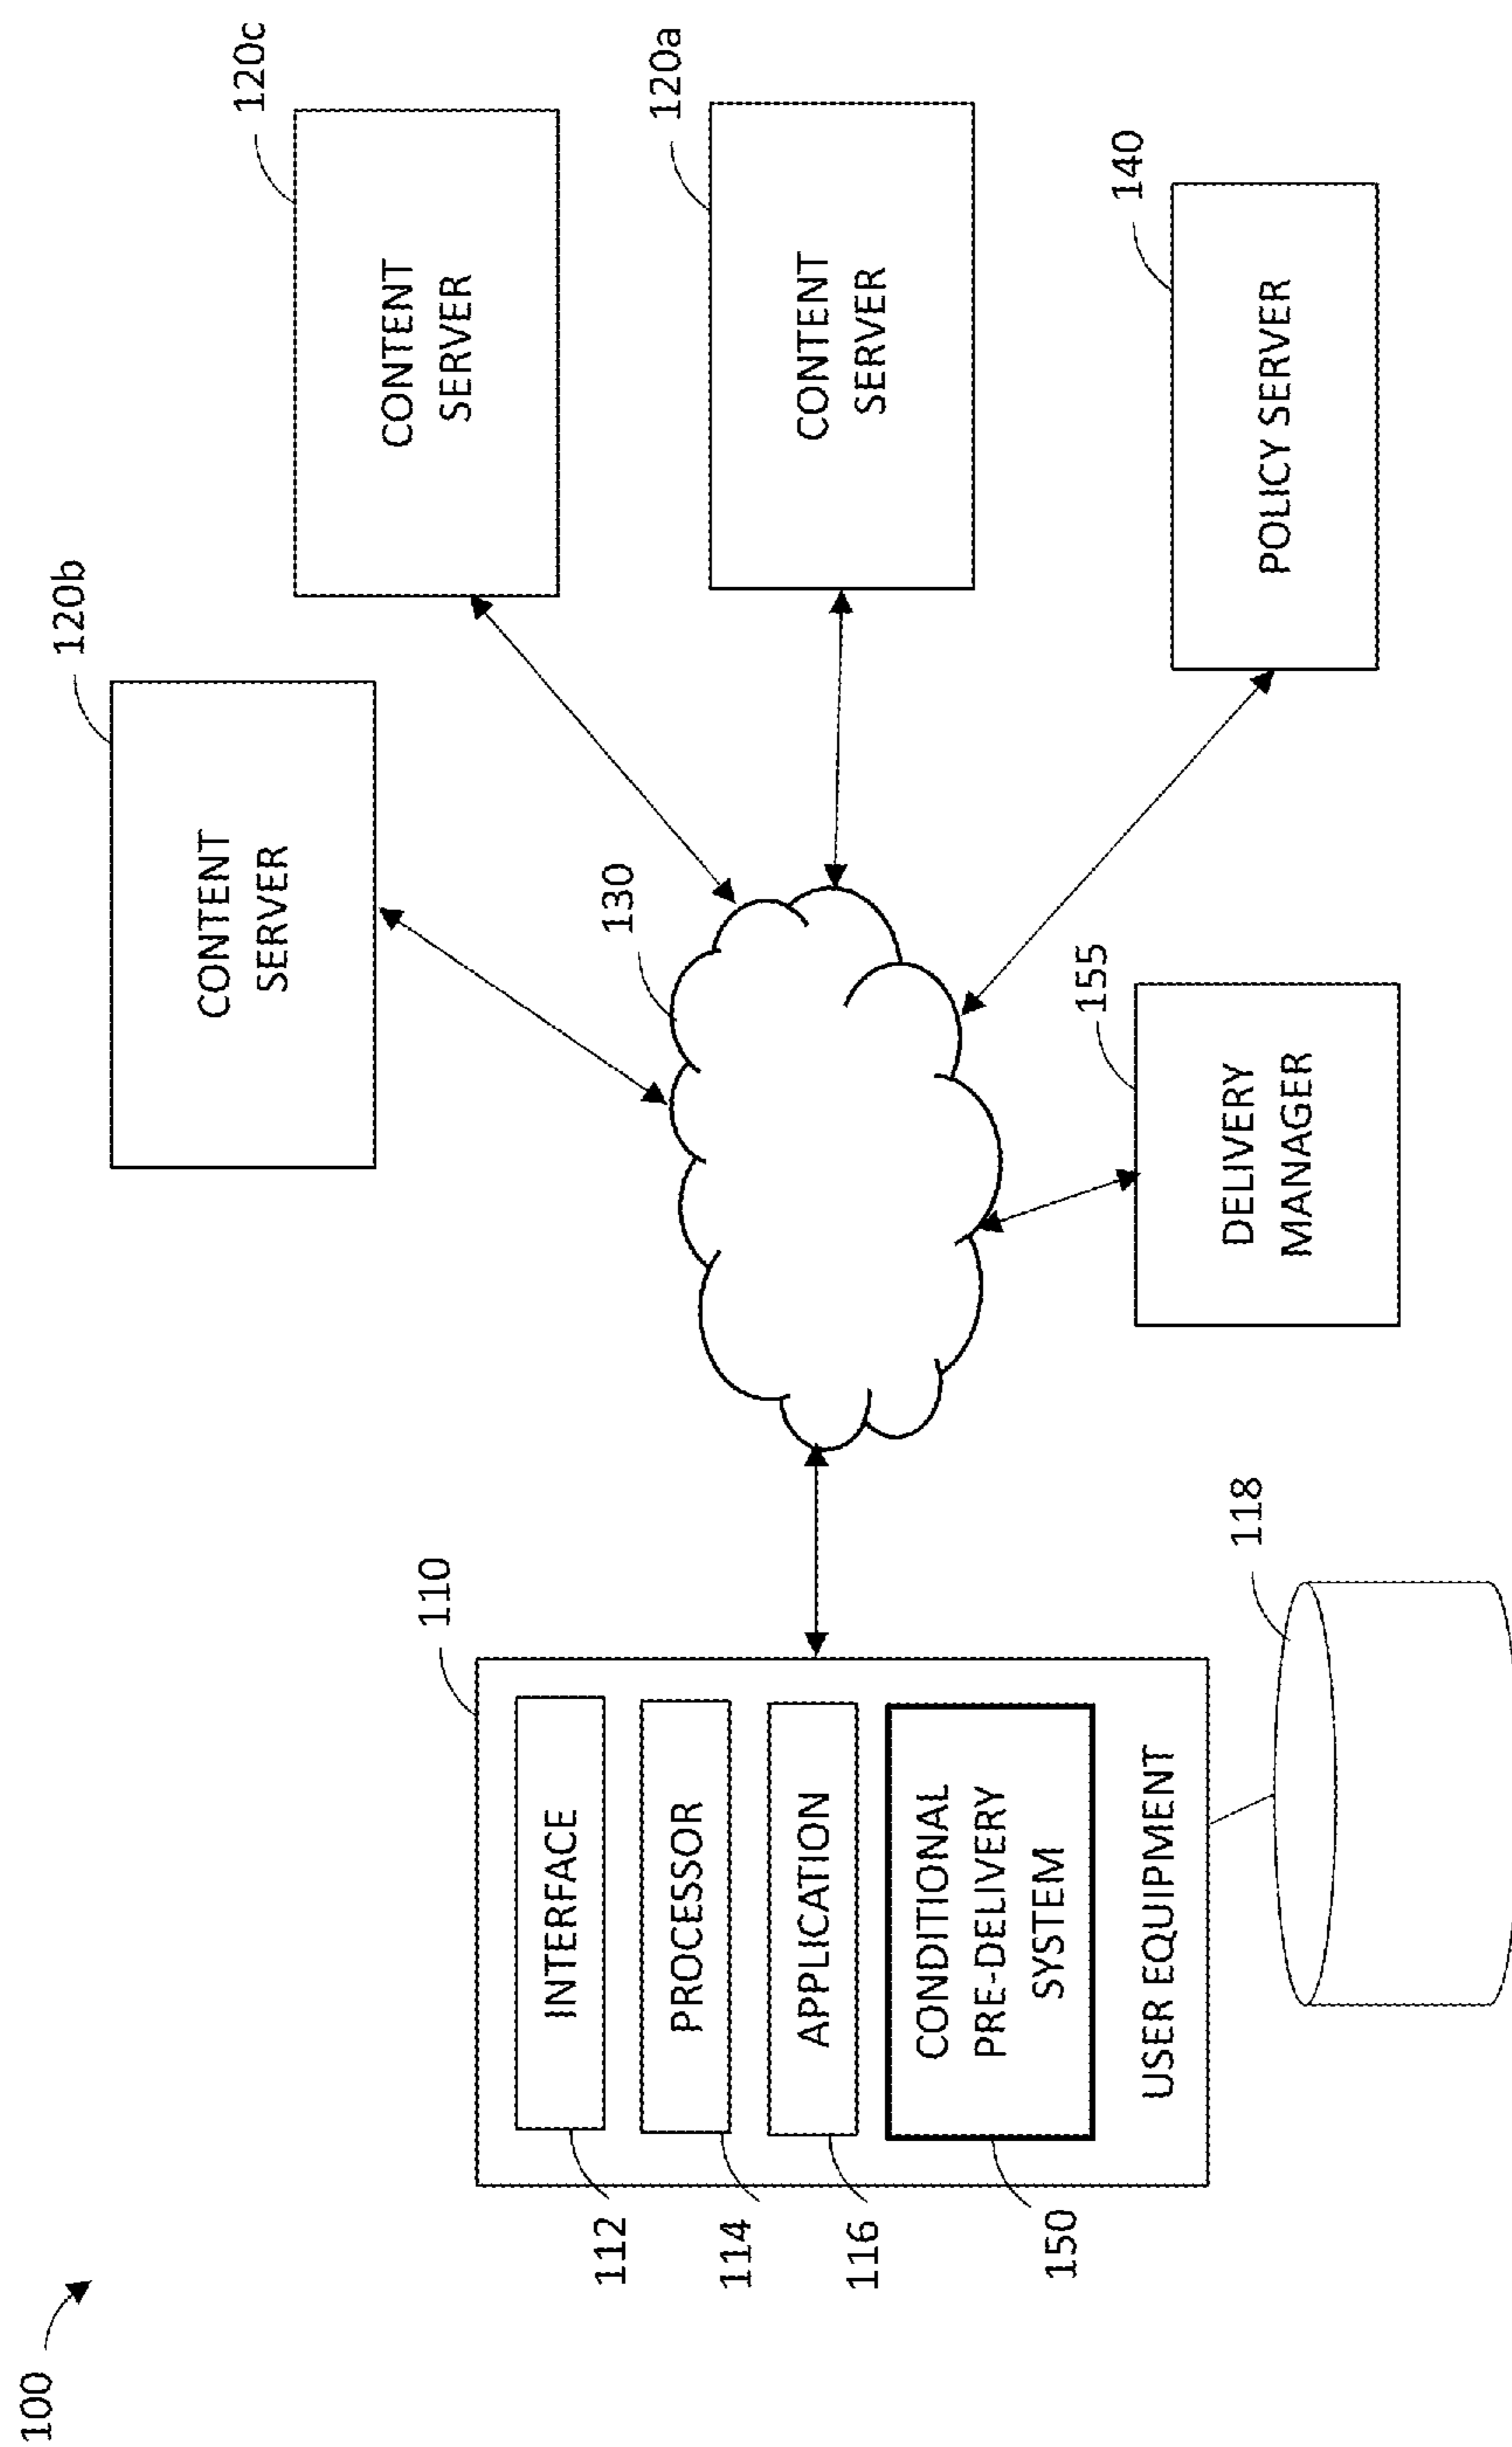 100
120b
CONTENT
SERVER
120c
CONTENT
SERVER
110
INTERFACE
PROCESSOR
APPLICATION
CONDITIONAL
PRE-DELIVERY
SYSTEM
USER EQUIPMENT
112
114
116
150
118
130
120a
CONTENT
SERVER
155
DELIVERY
MANAGER
140
POLICY SERVER